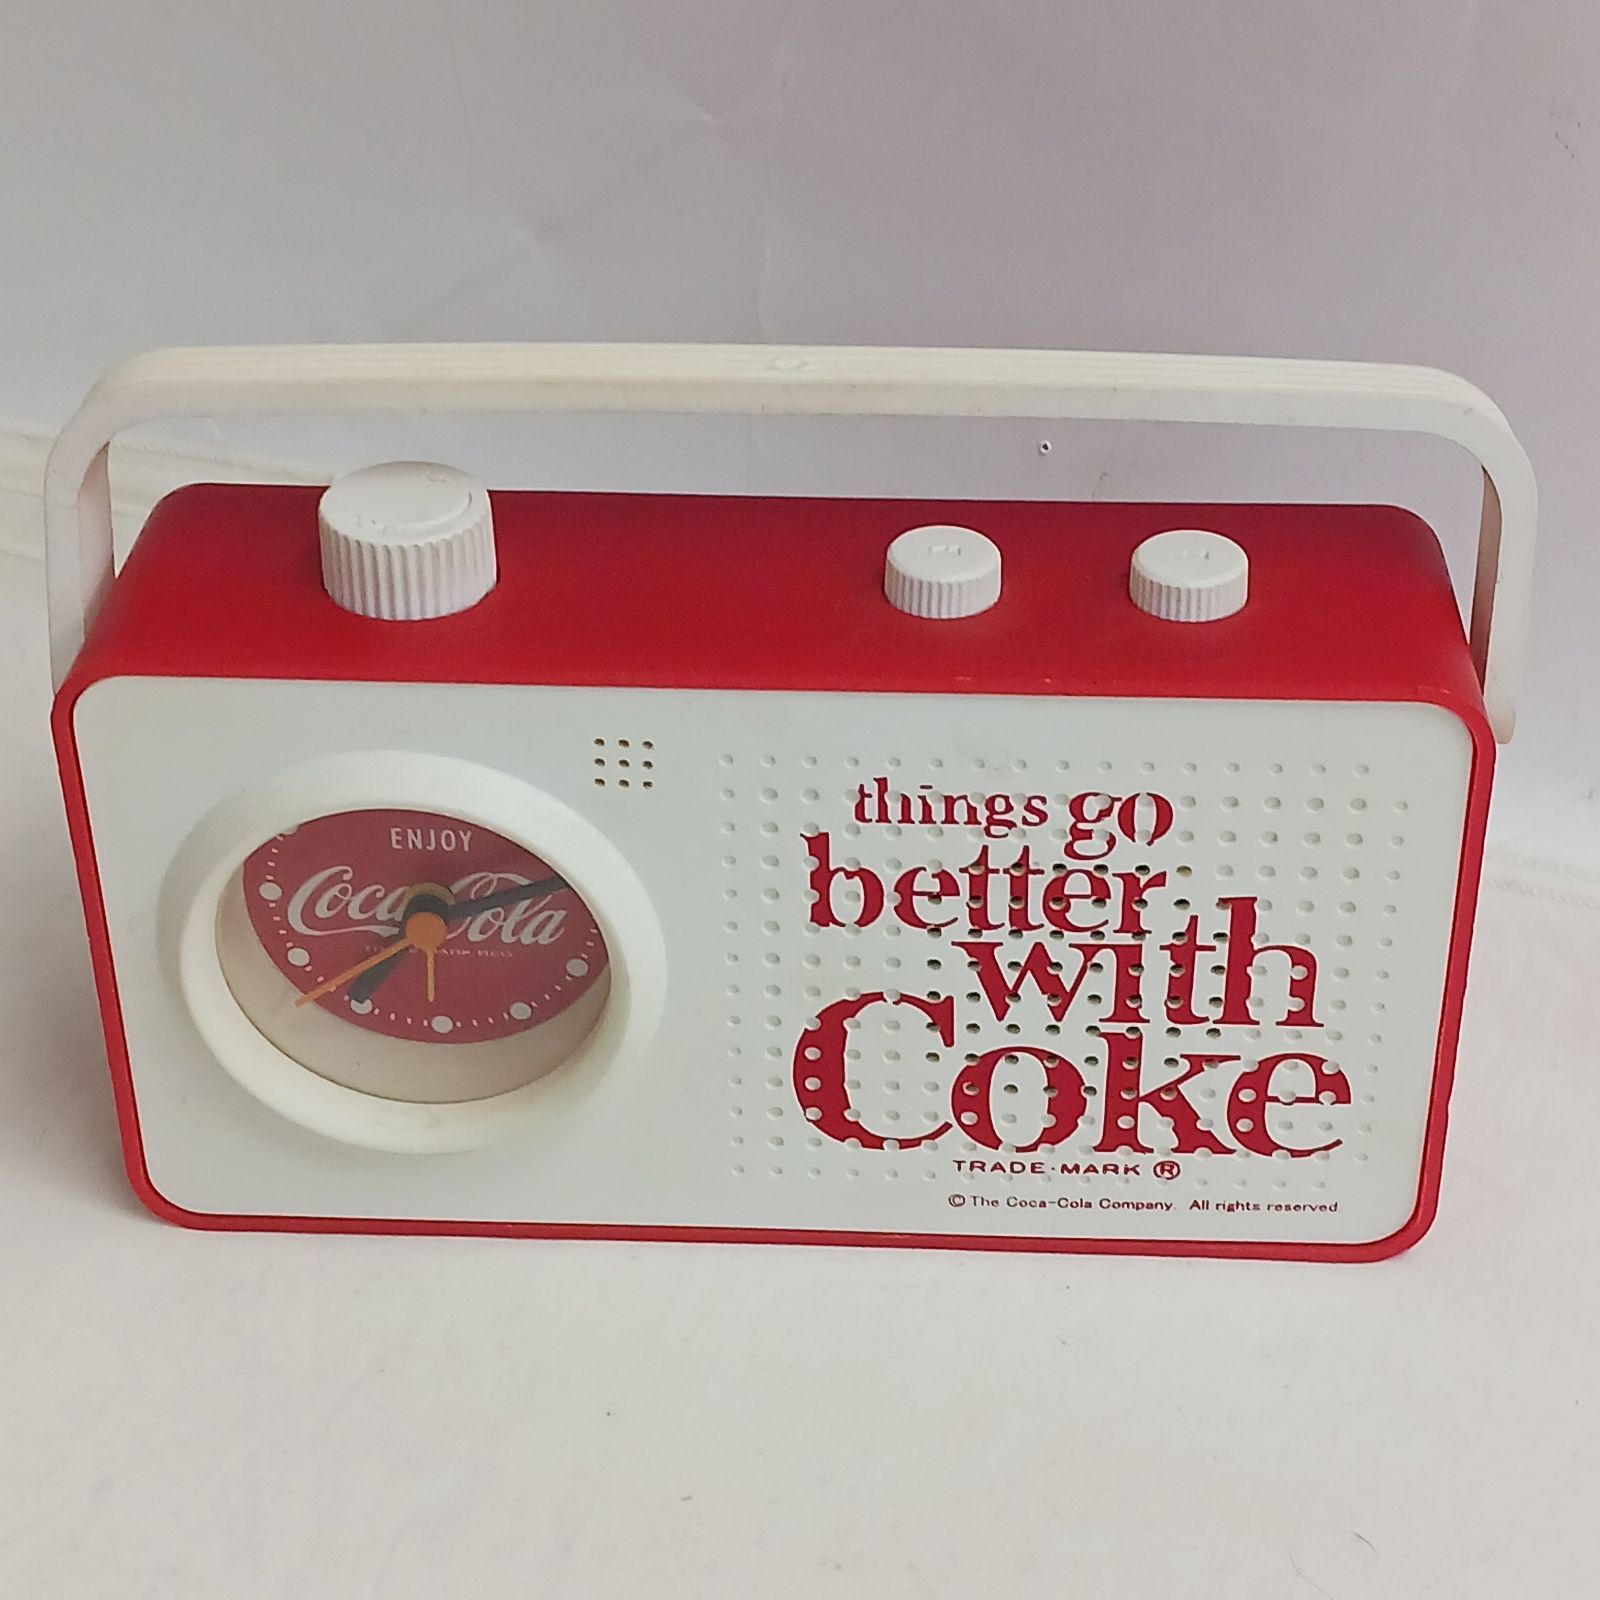 ENJOY
Coca-Cola
things go
better
with
Coke
TRADE·MARK ®
© The Coca-Cola Company. All rights reserved.